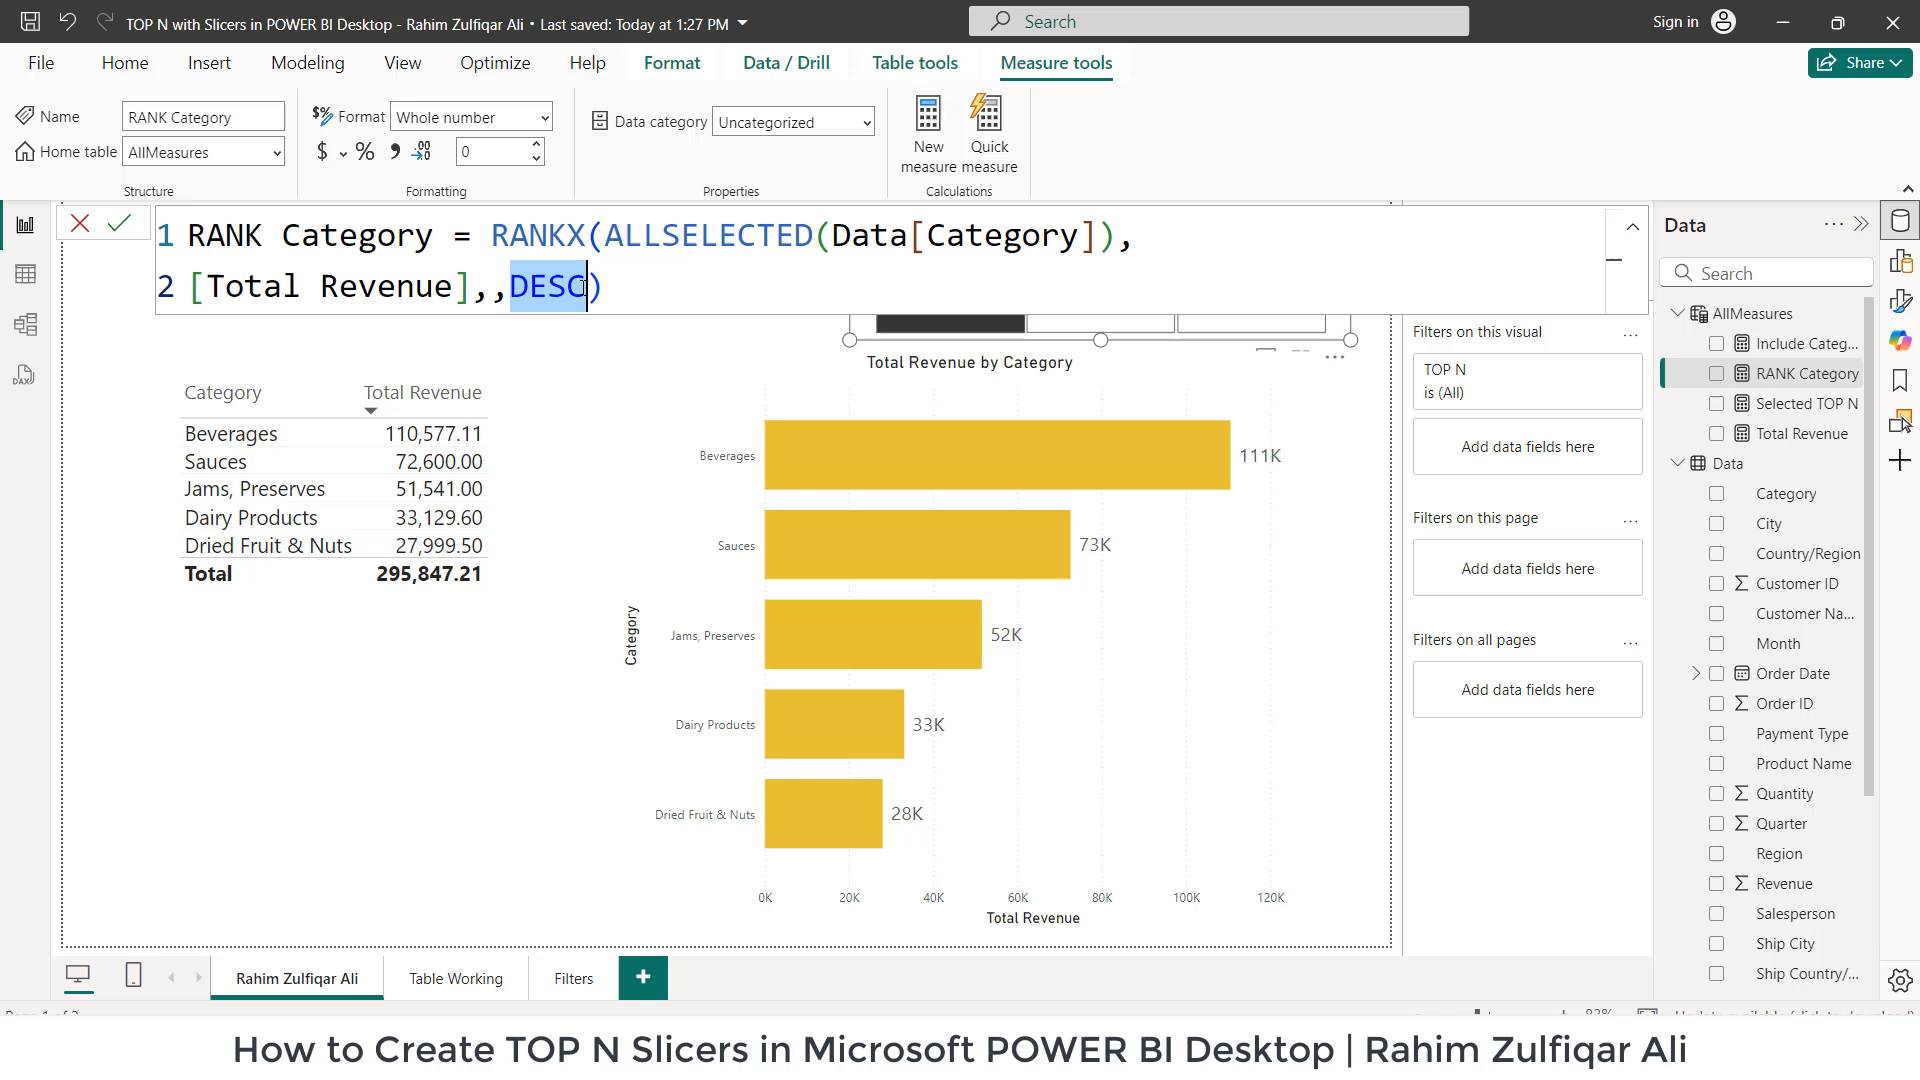 TOP N with Slicers in POWER BI Desktop - Rahim Zulfiqar Ali • Last saved: Today at 1:27 PM
Search
Sign in
File
Home
Insert
Modeling
View
Optimize
Help
Format
Data / Drill
Table tools
Measure tools
Share
Name
RANK Category
Home table
AllMeasures
Structure
$% Format
Whole number
$ % 9 .00
0
Formatting
Data category
Uncategorized
Properties
New measure
Quick measure
Calculations
1 RANK Category = RANKX(ALLSELECTED(Data[Category]),
2 [Total Revenue],,DESC)
Category Total Revenue
Beverages 110,577.11
Sauces 72,600.00
Jams, Preserves 51,541.00
Dairy Products 33,129.60
Dried Fruit & Nuts 27,999.50
Total 295,847.21
Total Revenue by Category
Category
Beverages 111K
Sauces 73K
Jams, Preserves 52K
Dairy Products 33K
Dried Fruit & Nuts 28K
0K 20K 40K 60K 80K 100K 120K
Total Revenue
Filters on this visual
TOP N
is (All)
Add data fields here
Filters on this page
Add data fields here
Filters on all pages
Add data fields here
Data
Search
AllMeasures
Include Categ...
RANK Category
Selected TOP N
Total Revenue
Data
Category
City
Country/Region
Customer ID
Customer Na...
Month
Order Date
Order ID
Payment Type
Product Name
Quantity
Quarter
Region
Revenue
Salesperson
Ship City
Ship Country/...
DAX
Rahim Zulfiqar Ali
Table Working
Filters
How to Create TOP N Slicers in Microsoft POWER BI Desktop | Rahim Zulfiqar Ali